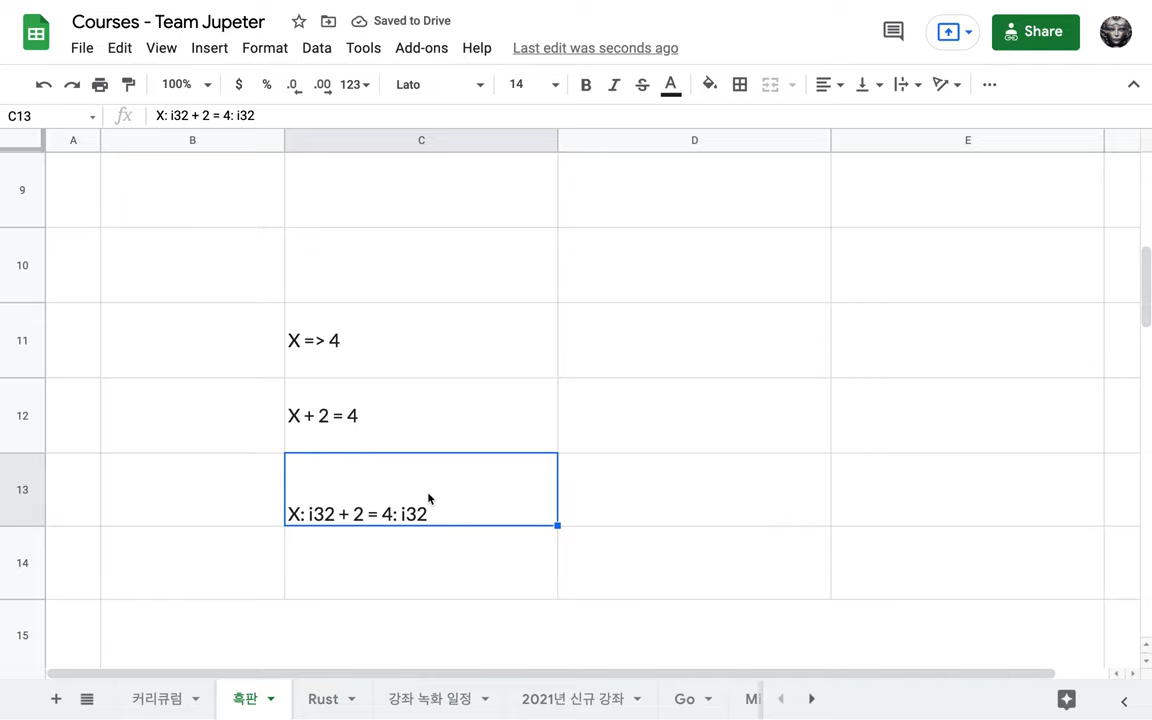 Courses - Team Jupeter
Saved to Drive
File Edit View Insert Format Data Tools Add-ons Help Last edit was seconds ago
Share
100% $ % .0 .00 123 Lato 14 B I S A
C13 fx X: i32 + 2 = 4: i32
A B C D E
9
10
11 X => 4
12 X + 2 = 4
13 X: i32 + 2 = 4: i32
14
15
커리큘럼 흑판 Rust 강좌 녹화 일정 2021년 신규 강좌 Go Mi